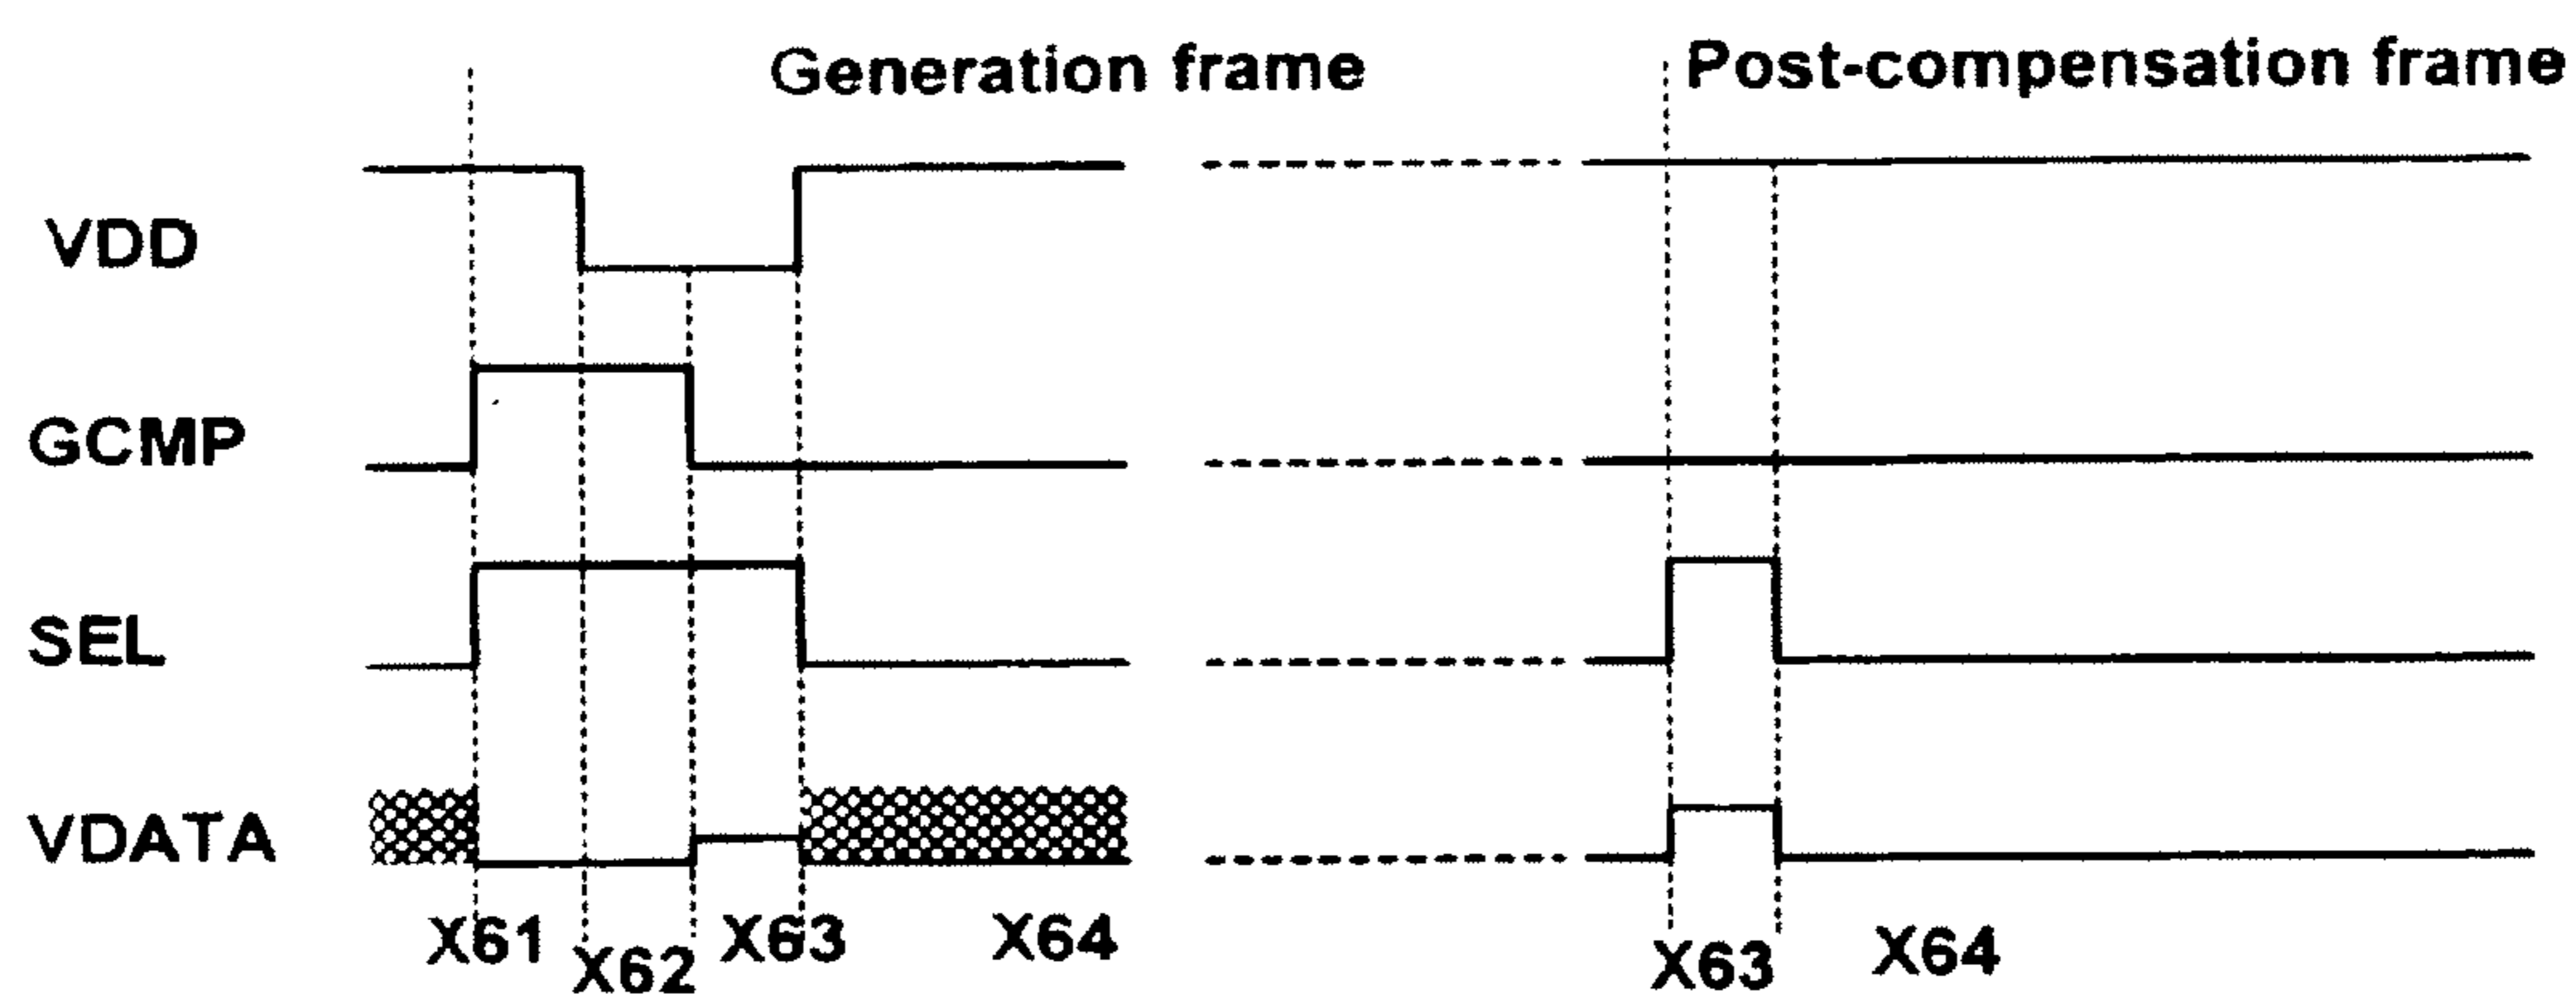 Generation frame
Post-compensation frame
VDD
GCMP
SEL
VDATA
X61
X62
X63
X64
X63
X64